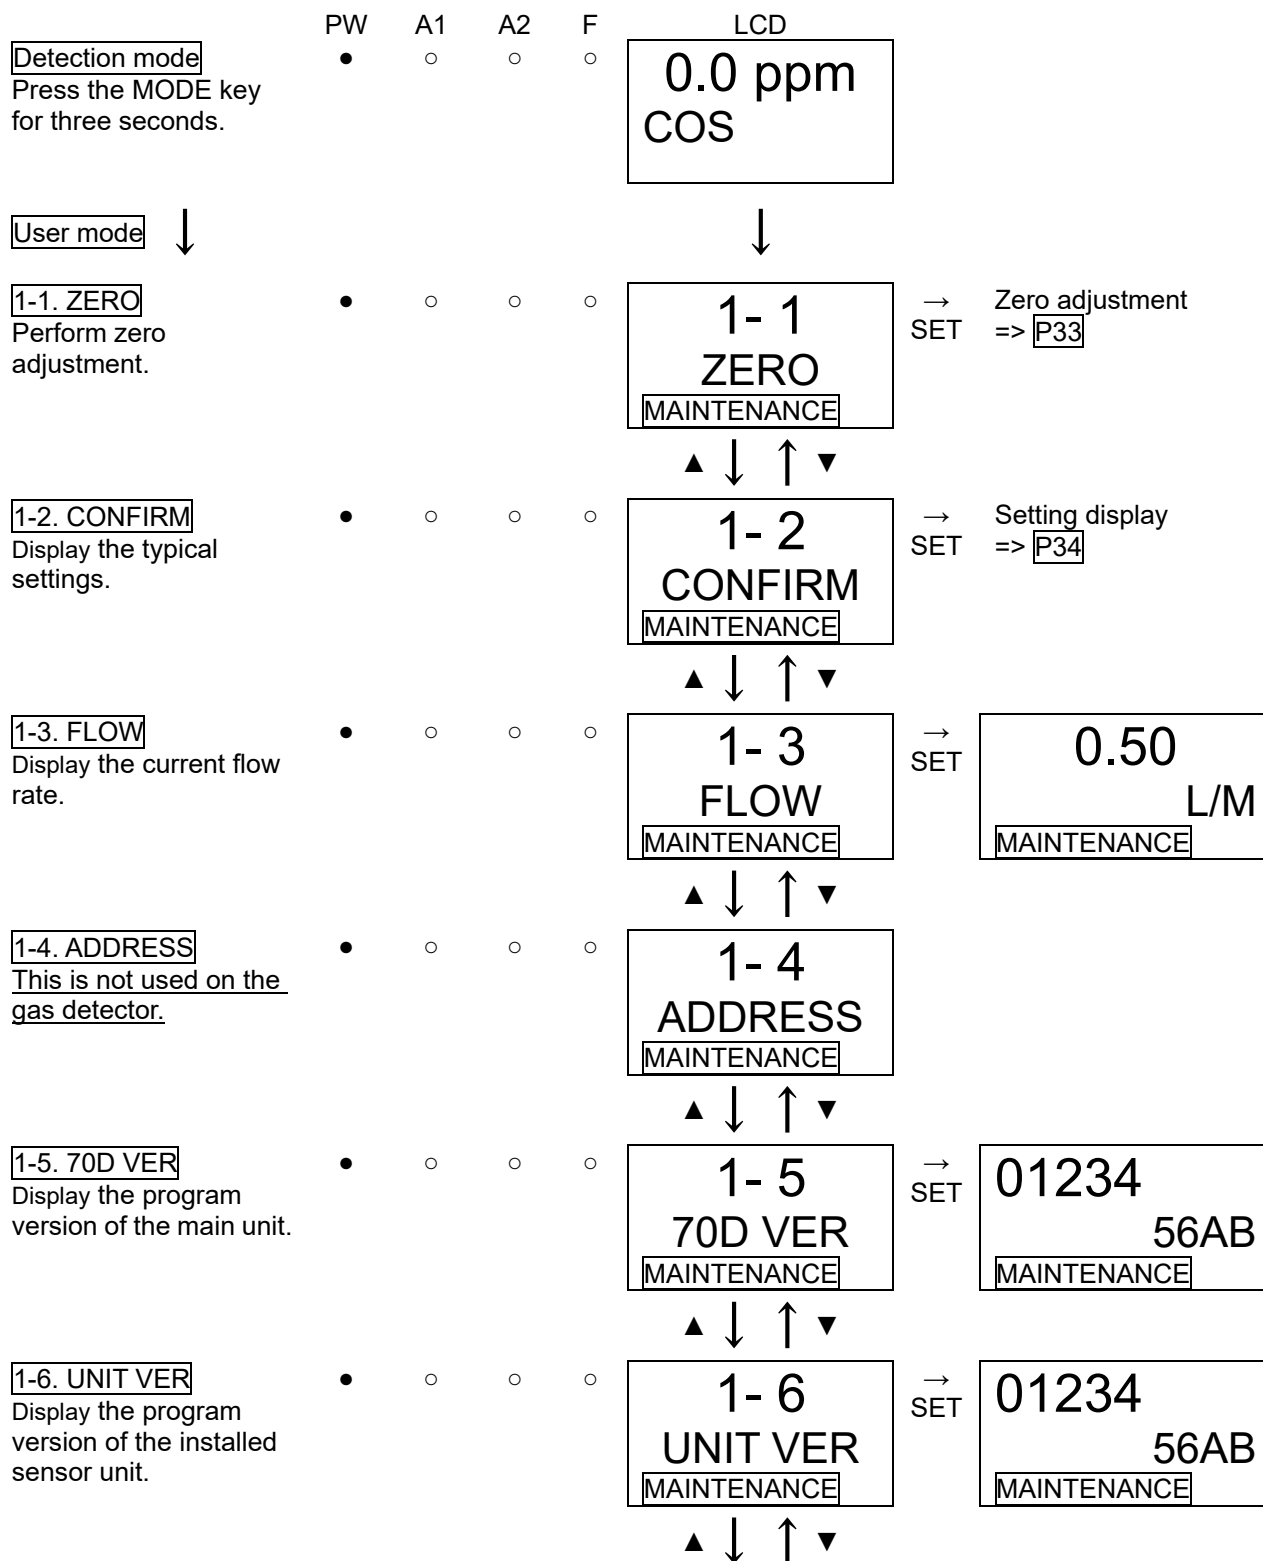 PW A1 A2 F LCD
Detection mode ● ○ ○ ○ 0.0 ppm
Press the MODE key
for three seconds. COS
User mode ↓ ↓
1-1. ZERO ● ○ ○ ○ 1- 1 → Zero adjustment
Perform zero SET => P33
adjustment. ZERO
MAINTENANCE
▲ ↓ ↑ ▼
1-2. CONFIRM ● ○ ○ ○ 1- 2 → Setting display
Display the typical SET => P34
settings. CONFIRM
MAINTENANCE
▲ ↓ ↑ ▼
1-3. FLOW ● ○ ○ ○ 1- 3 → 0.50
Display the current flow SET
rate. FLOW L/M
MAINTENANCE MAINTENANCE
▲ ↓ ↑ ▼
1-4. ADDRESS ● ○ ○ ○ 1- 4
This is not used on the
gas detector. ADDRESS
MAINTENANCE
▲ ↓ ↑ ▼
1-5. 70D VER ● ○ ○ ○ 1- 5 → 01234
Display the program SET
version of the main unit. 70D VER 56AB
MAINTENANCE MAINTENANCE
▲ ↓ ↑ ▼
1-6. UNIT VER ● ○ ○ ○ 1- 6 → 01234
Display the program SET
version of the installed UNIT VER 56AB
sensor unit.
MAINTENANCE MAINTENANCE
▲ ↓ ↑ ▼